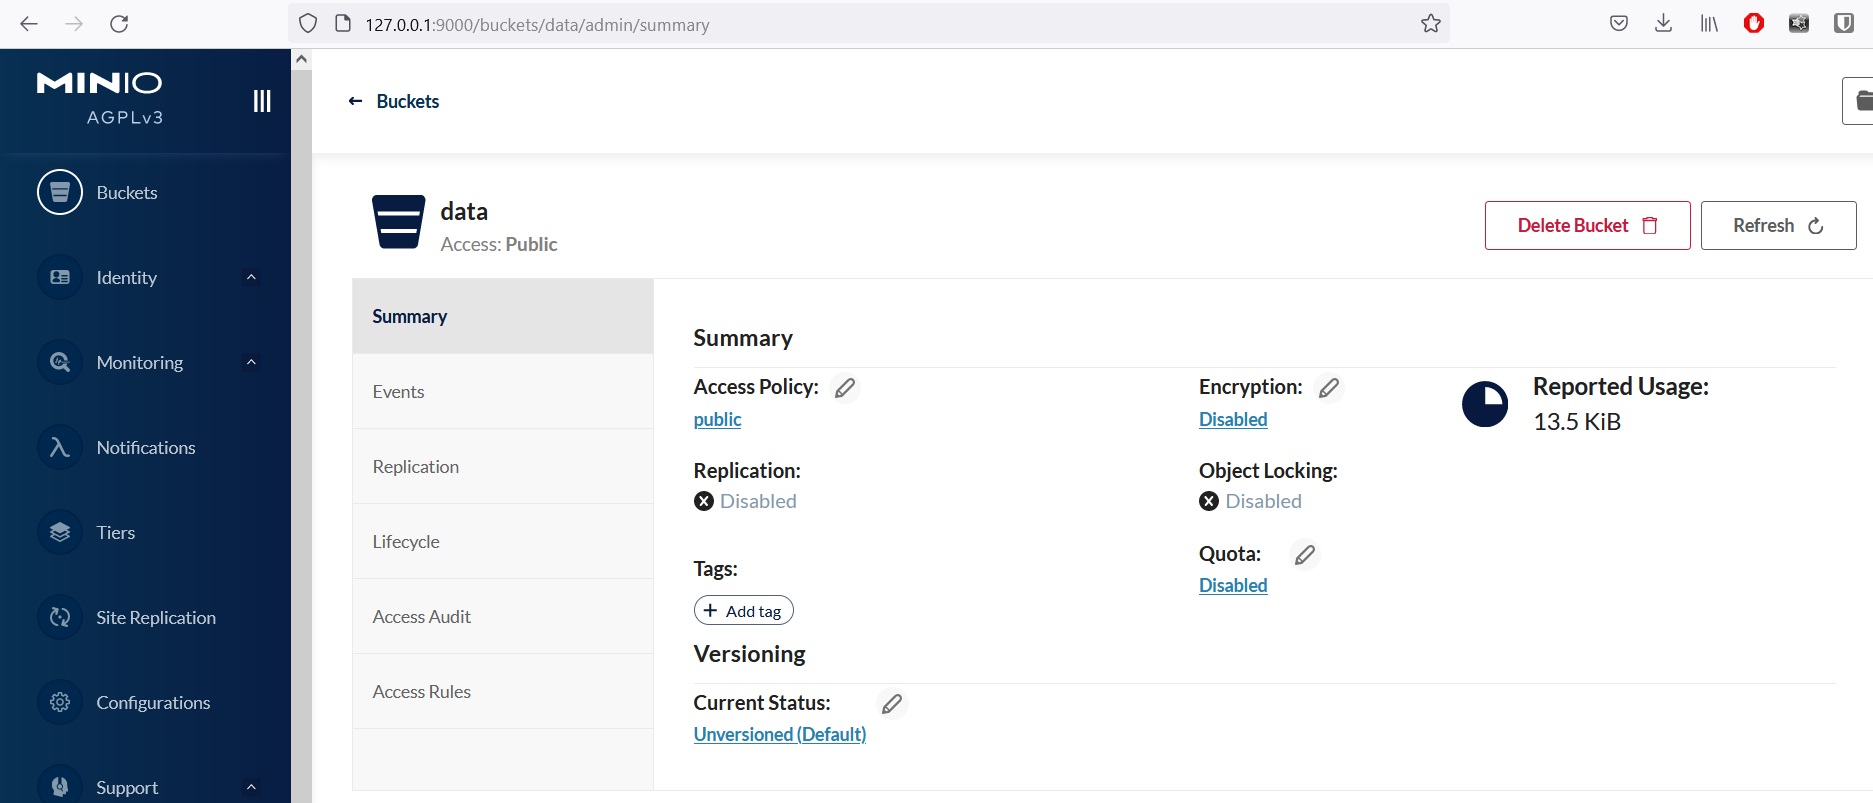 127.0.0.1:9000/buckets/data/admin/summary
MINIO
AGPLv3
Buckets
Identity
Monitoring
Notifications
Tiers
Site Replication
Configurations
Support
Buckets
data
Access: Public
Delete Bucket
Refresh
Summary
Events
Replication
Lifecycle
Access Audit
Access Rules
Summary
Access Policy:
public
Encryption:
Disabled
Reported Usage:
13.5 KiB
Replication:
Disabled
Object Locking:
Disabled
Tags:
+ Add tag
Quota:
Disabled
Versioning
Current Status:
Unversioned (Default)